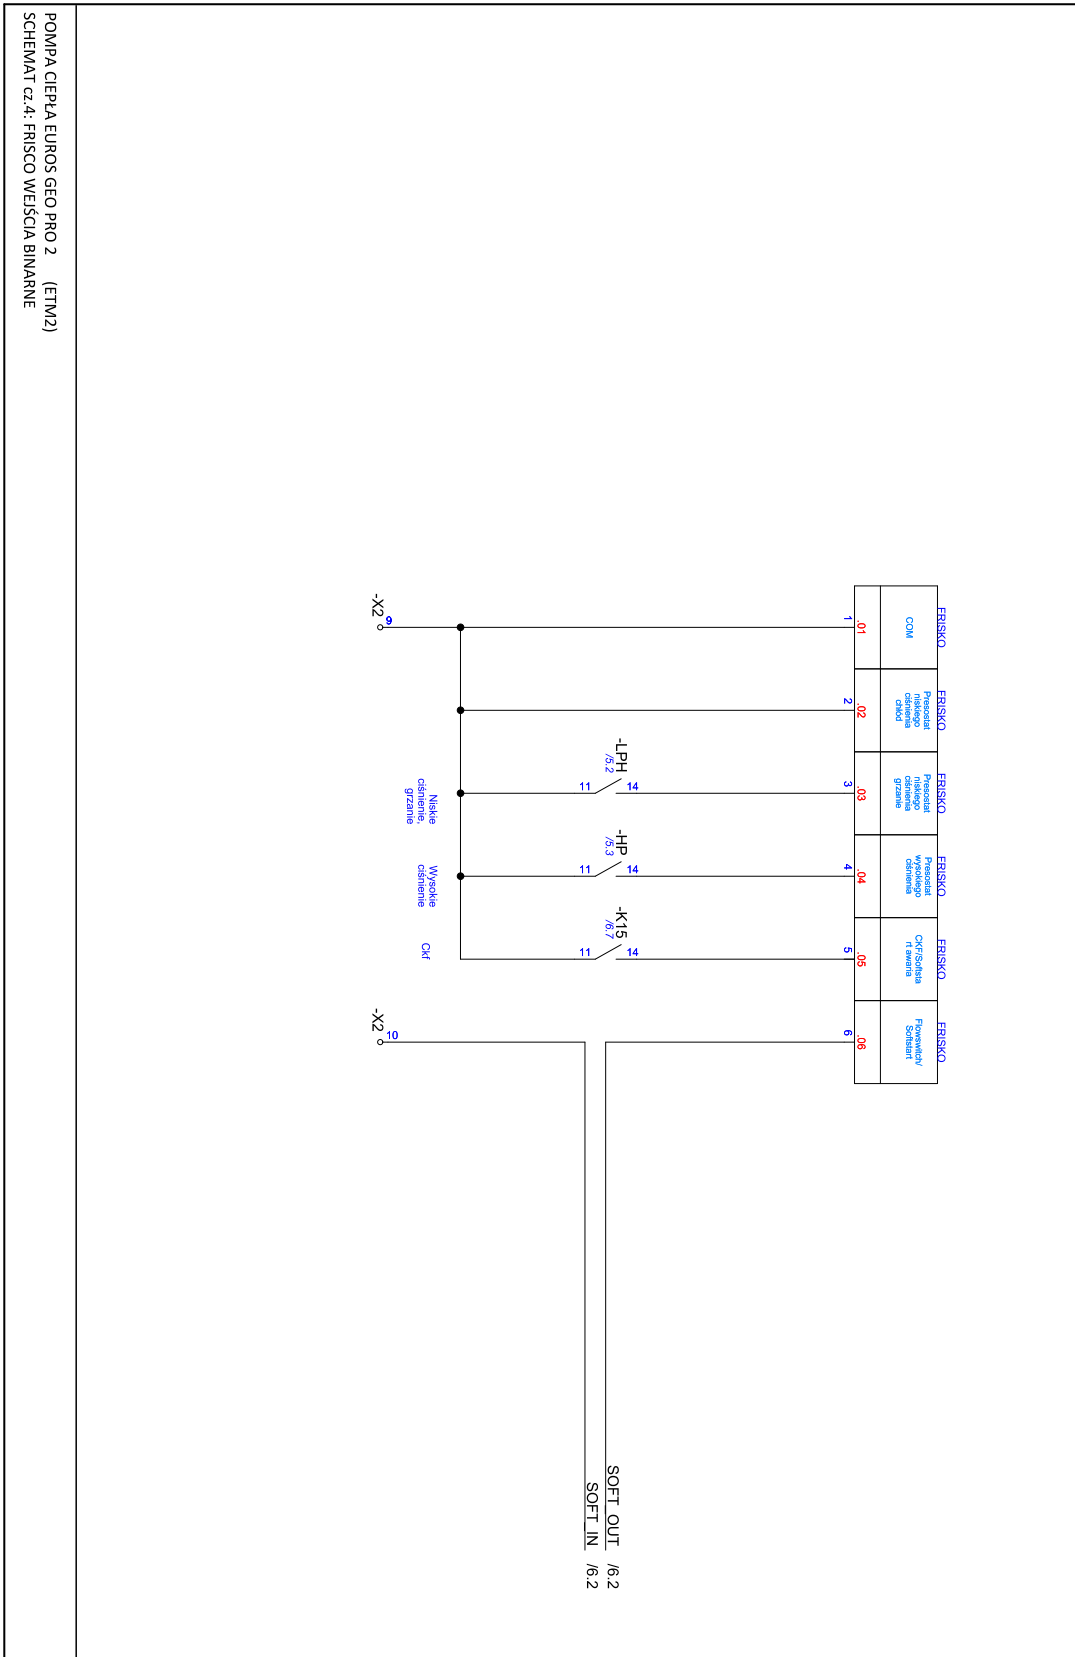 FRISKO
FRISKO
FRISKO
FRISKO
FRISKO
FRISKO
COM
Presostat
niskiego
ciśnienia
chłód
Presostat
niskiego
ciśnienia
grzanie
Presostat
wysokiego
ciśnienia
CKF/Softsta
rt awaria
Flowswitch/
Softstart
.01
.02
.03
.04
.05
.06
1
2
3
4
5
6
-LPH
/5.2
14
11
-HP
/5.3
14
11
-K15
/6.7
14
11
SOFT_OUT /6.2
SOFT_IN /6.2
Niskie
ciśnienie,
grzanie
Wysokie
ciśnienie
Ckf
-X2
9
-X2
10
POMPA CIEPŁA EUROS GEO PRO 2 (ETM2)
SCHEMAT cz.4: FRISCO WEJŚCIA BINARNE